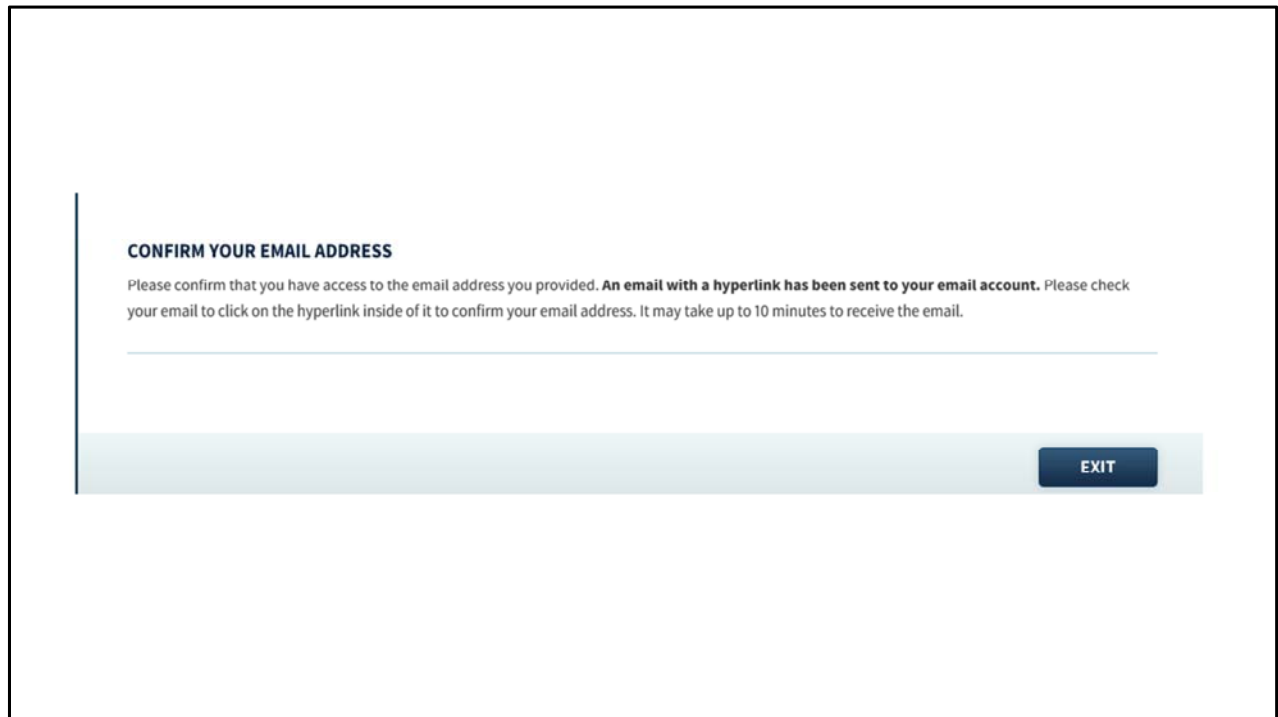 CONFIRM YOUR EMAIL ADDRESS
Please confirm that you have access to the email address you provided. An email with a hyperlink has been sent to your email account. Please check
your email to click on the hyperlink inside of it to confirm your email address. It may take up to 10 minutes to receive the email.
EXIT